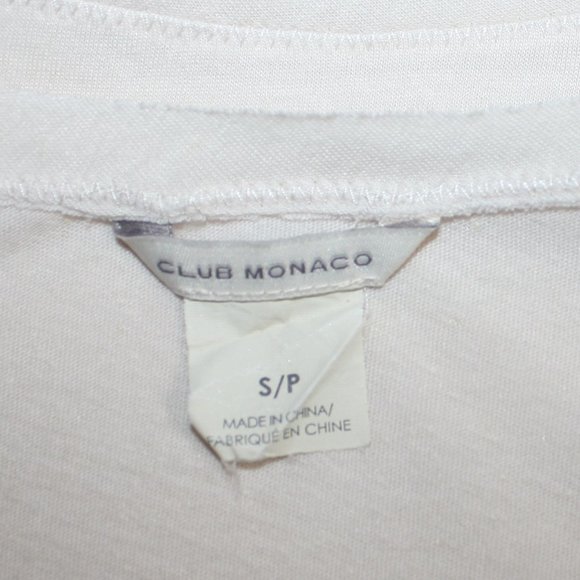 CLUB MONACO
S/P
MADE IN CHINA/
FABRIQUÉ EN CHINE